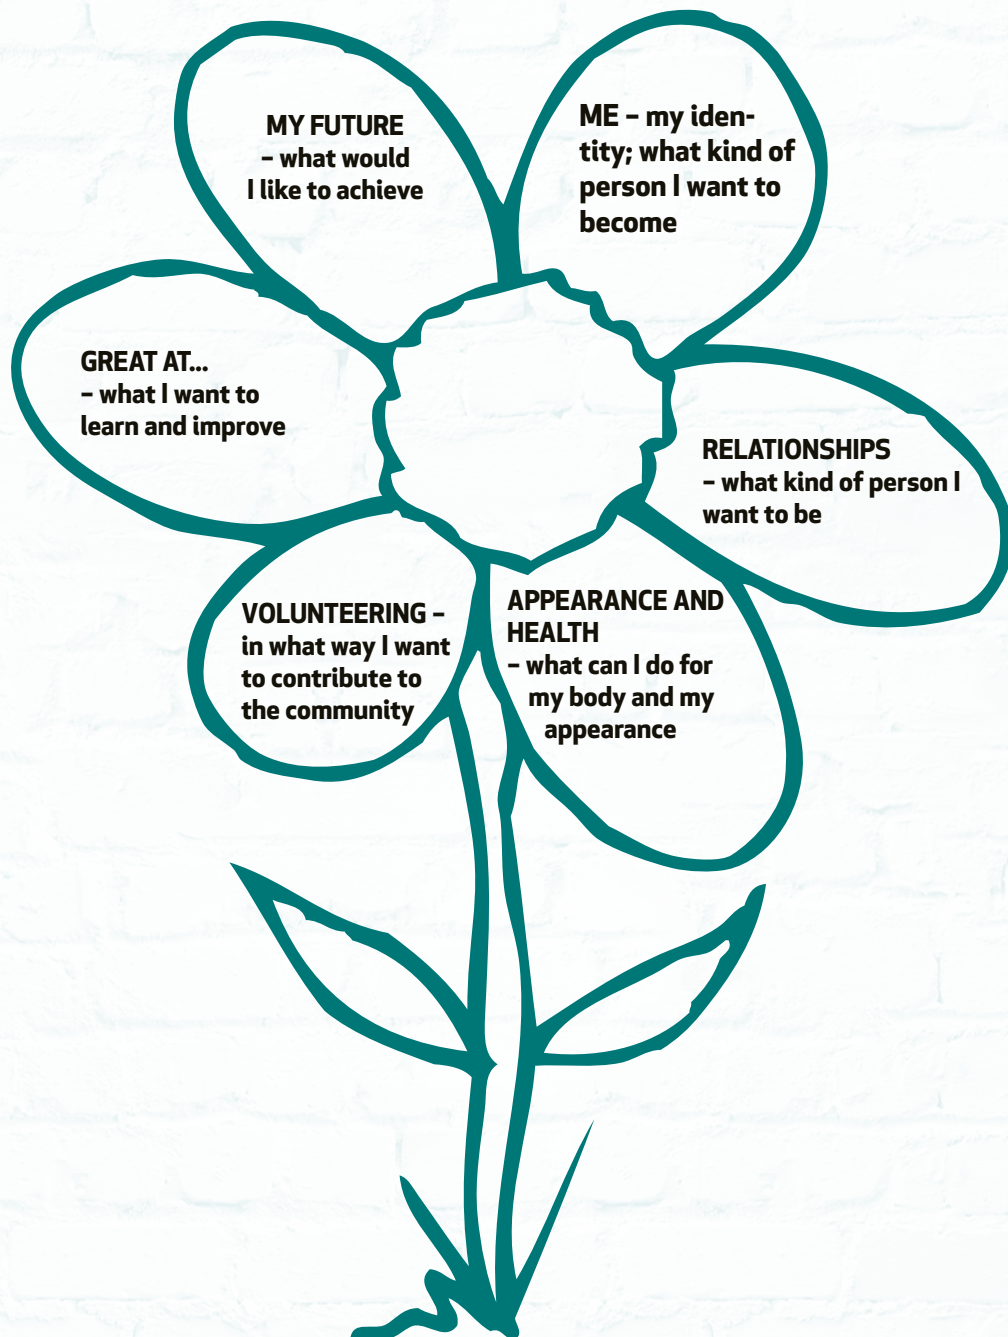 MY FUTURE
– what would
I like to achieve
ME – my iden-
tity; what kind of
person I want to
become
GREAT AT...
– what I want to
learn and improve
RELATIONSHIPS
– what kind of person I
want to be
VOLUNTEERING –
in what way I want
to contribute to
the community
APPEARANCE AND
HEALTH
– what can I do for
my body and my
appearance